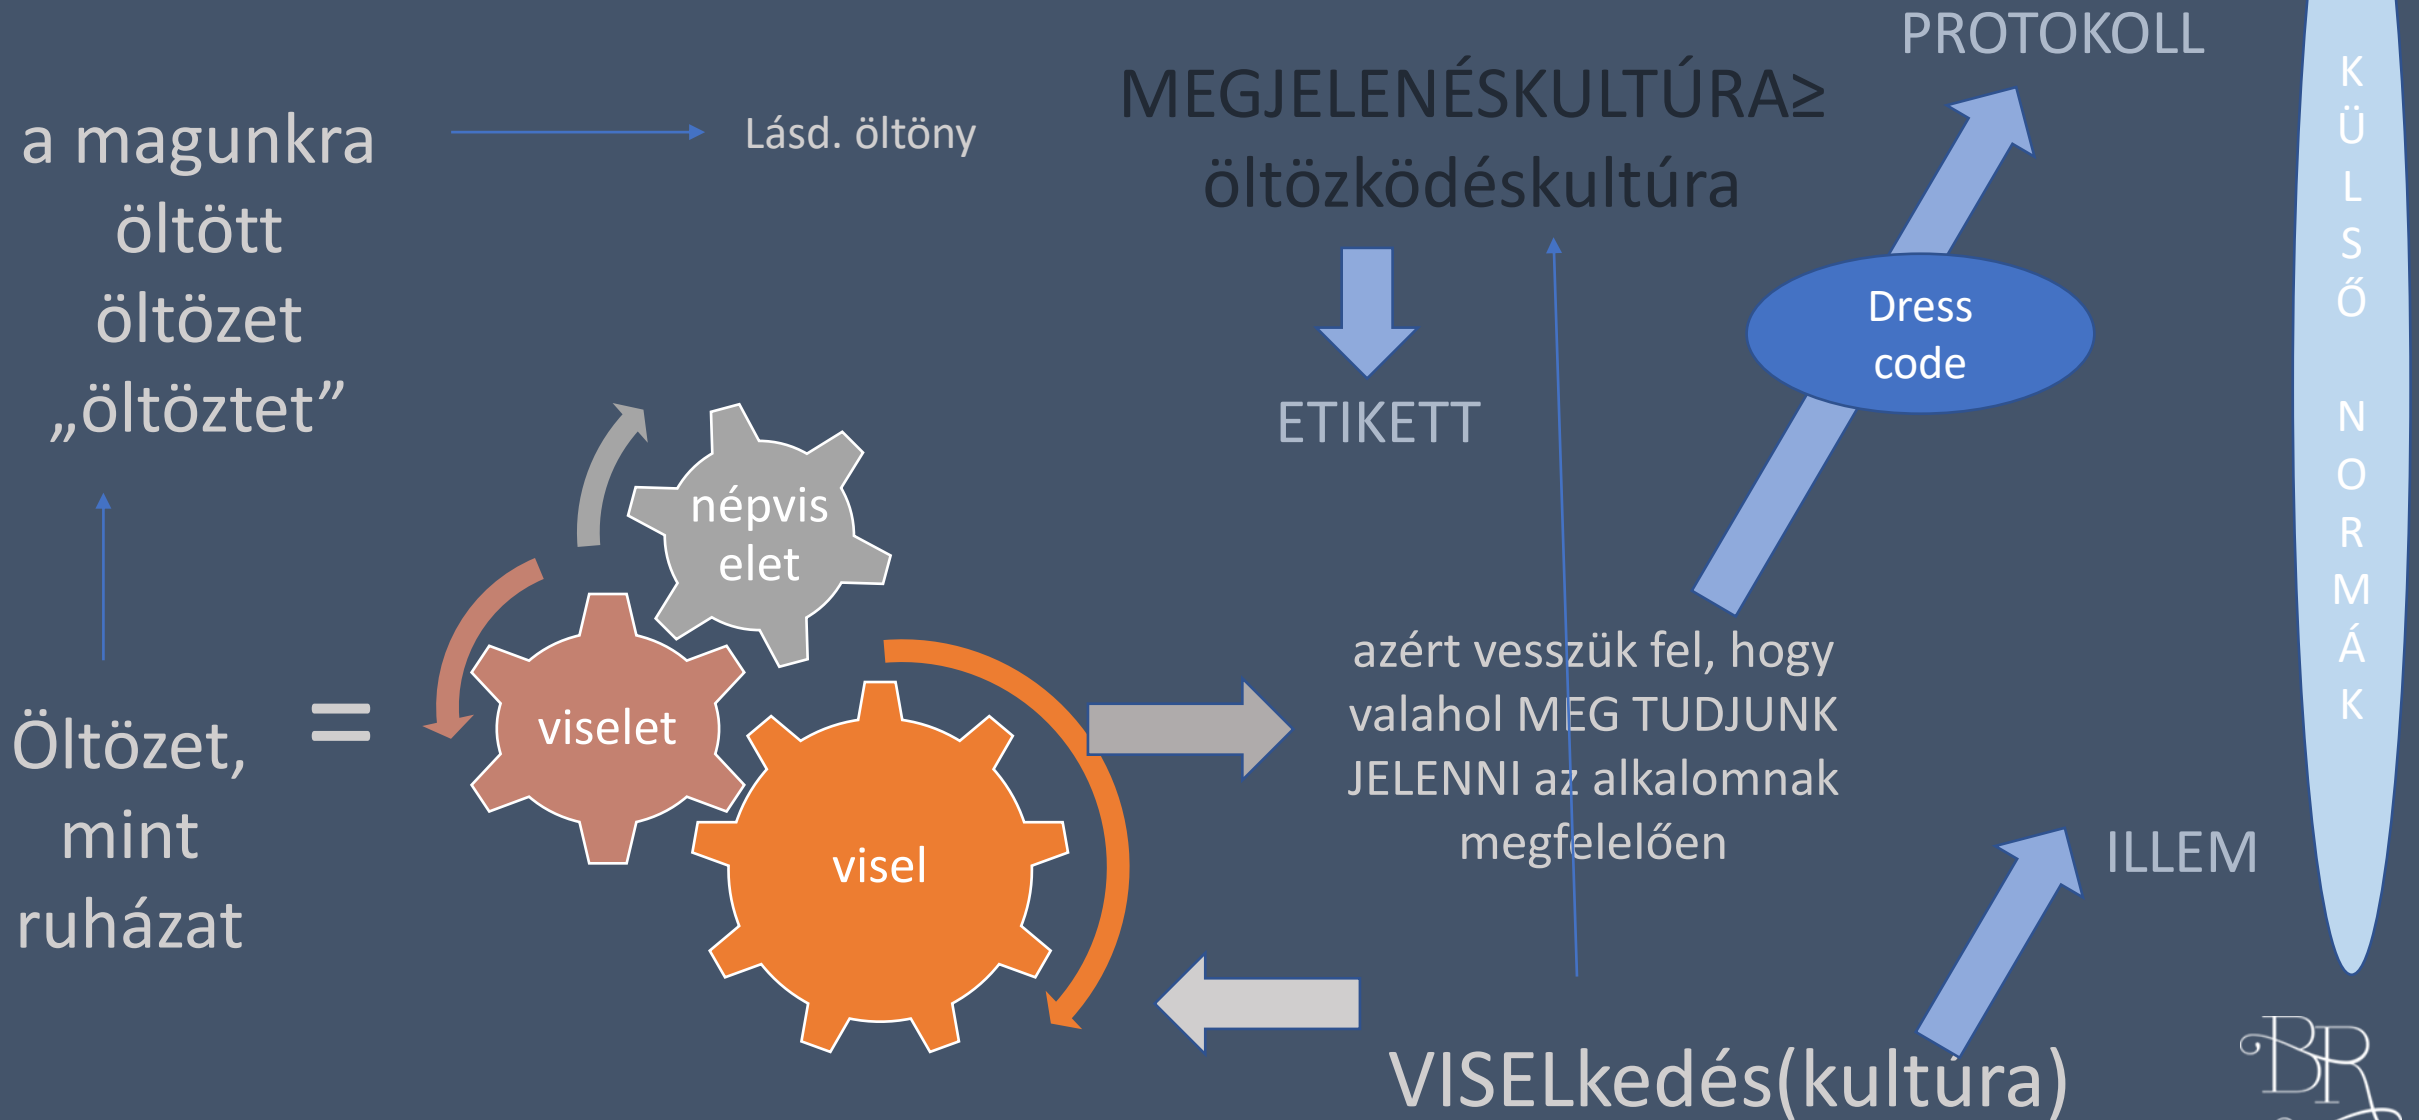 a magunkra
öltött
öltözet
„öltöztet”
Lásd. öltöny
MEGJELENÉSKULTÚRA≥
öltözködéskultúra
PROTOKOLL
Dress
code
ETIKETT
népvis
elet
viselet
visel
Öltözet,
mint
ruházat
=
azért vesszük fel, hogy
valahol MEG TUDJUNK
JELENNI az alkalomnak
megfelelően
ILLEM
VISELkedés(kultúra)
K
Ü
L
S
Ő
N
O
R
M
Á
K
BR